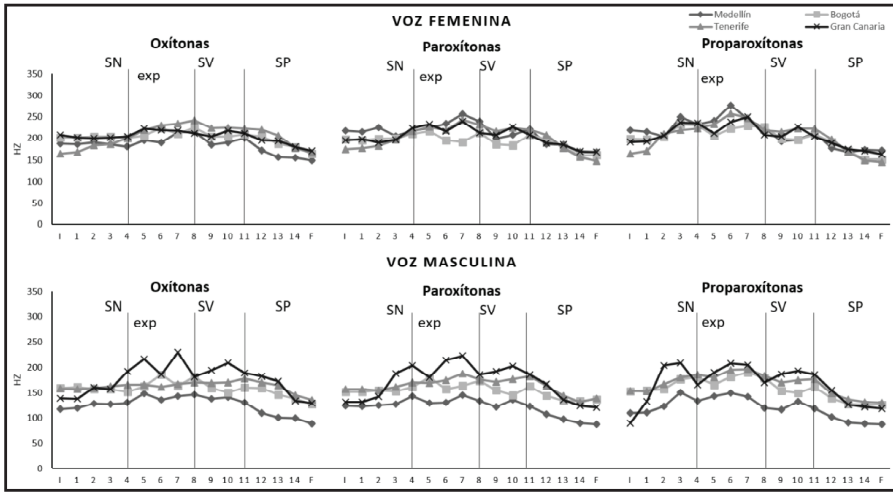 VOZ FEMENINA
Medellín Bogotá
Tenerife Gran Canaria
Oxítonas Paroxítonas Proparoxítonas
SN SV SP SN SV SP SN SV SP
exp exp exp
350
300
250
200
150
100
50
0
HZ
I 1 2 3 4 5 6 7 8 9 10 11 12 13 14 F I 1 2 3 4 5 6 7 8 9 10 11 12 13 14 F I 1 2 3 4 5 6 7 8 9 10 11 12 13 14 F
VOZ MASCULINA
Oxítonas Paroxítonas Proparoxítonas
SN SV SP SN SV SP SN SV SP
exp exp exp
350
300
250
200
150
100
50
0
HZ
I 1 2 3 4 5 6 7 8 9 10 11 12 13 14 F I 1 2 3 4 5 6 7 8 9 10 11 12 13 14 F I 1 2 3 4 5 6 7 8 9 10 11 12 13 14 F